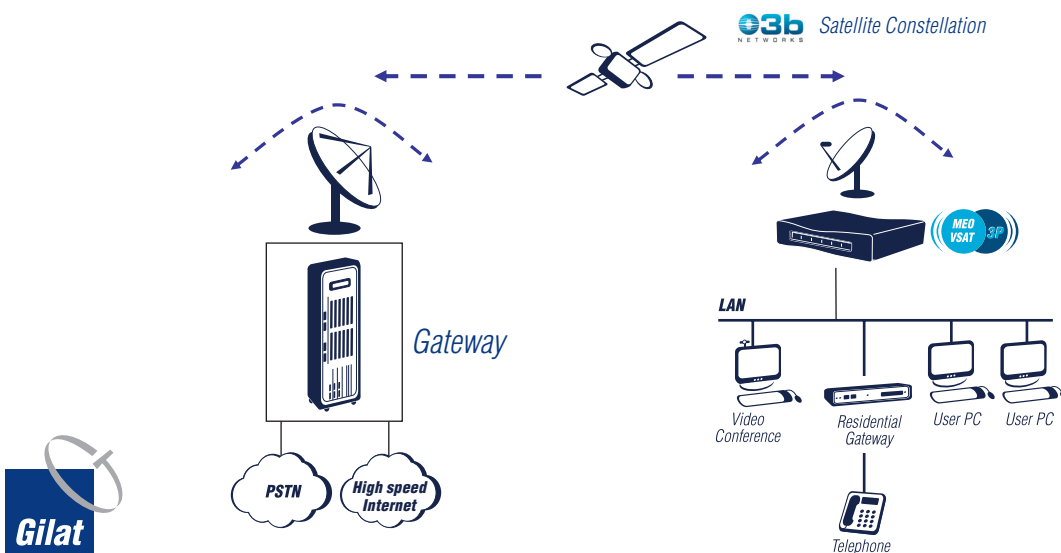 O3b
NETWORKS
Satellite Constellation
MEO
VSAT
3P
LAN
Gateway
Video
Conference
Residential
Gateway
User PC
User PC
PSTN
High speed
Internet
Gilat
Telephone